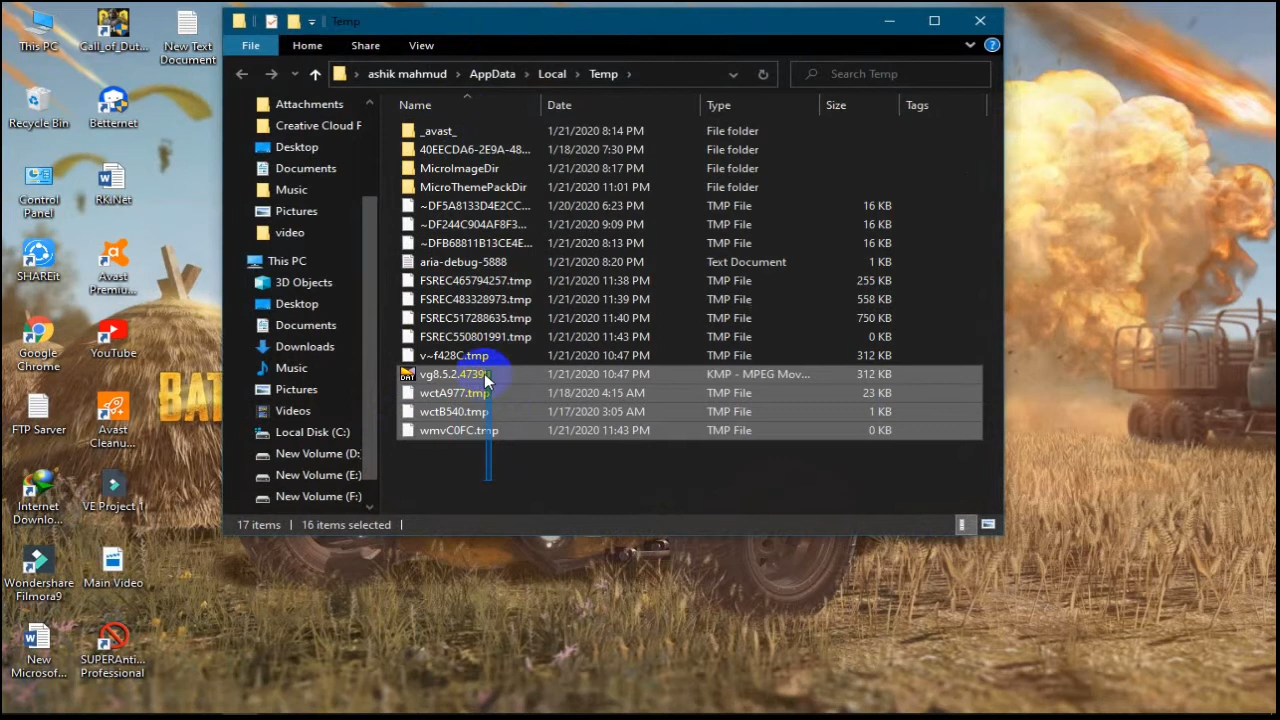 This PC
Call_of_Dut...
New Text
Document
Recycle Bin
Betternet
Control
Panel
RKiNet
SHAREit
Avast
Premiu...
Google
Chrome
YouTube
FTP Sarver
Avast
Cleanu...
Internet
Downlo...
VE Project 1
Wondershare
Filmora9
Main Video
New
Microsof...
SUPERAnti...
Professional
BAT
Temp
File
Home
Share
View
ashik mahmud
AppData
Local
Temp
Search Temp
Attachments
Creative Cloud F
Desktop
Documents
Music
Pictures
video
This PC
3D Objects
Desktop
Documents
Downloads
Music
Pictures
Videos
Local Disk (C:)
New Volume (D:
New Volume (E:)
New Volume (F:)
Name Date Type Size Tags
_avast_ 1/21/2020 8:14 PM File folder
40EECDA6-2E9A-48... 1/18/2020 7:30 PM File folder
MicroImageDir 1/21/2020 8:17 PM File folder
MicroThemePackDir 1/21/2020 11:01 PM File folder
~DF5A8133D4E2CC... 1/20/2020 6:23 PM TMP File 16 KB
~DF244C904AF8F3... 1/21/2020 9:09 PM TMP File 16 KB
~DFB68811B13CE4E... 1/21/2020 8:13 PM TMP File 16 KB
aria-debug-5888 1/21/2020 8:20 PM Text Document 1 KB
FSREC465794257.tmp 1/21/2020 11:38 PM TMP File 255 KB
FSREC483328973.tmp 1/21/2020 11:39 PM TMP File 558 KB
FSREC517288635.tmp 1/21/2020 11:40 PM TMP File 750 KB
FSREC550801991.tmp 1/21/2020 11:43 PM TMP File 0 KB
v~f428C.tmp 1/21/2020 10:47 PM TMP File 312 KB
vg8.5.2.4739 1/21/2020 10:47 PM KMP - MPEG Mov... 312 KB
wctA977.tmp 1/18/2020 4:15 AM TMP File 23 KB
wctB540.tmp 1/17/2020 3:05 AM TMP File 1 KB
wmvC0FC.tmp 1/21/2020 11:43 PM TMP File 0 KB
17 items
16 items selected